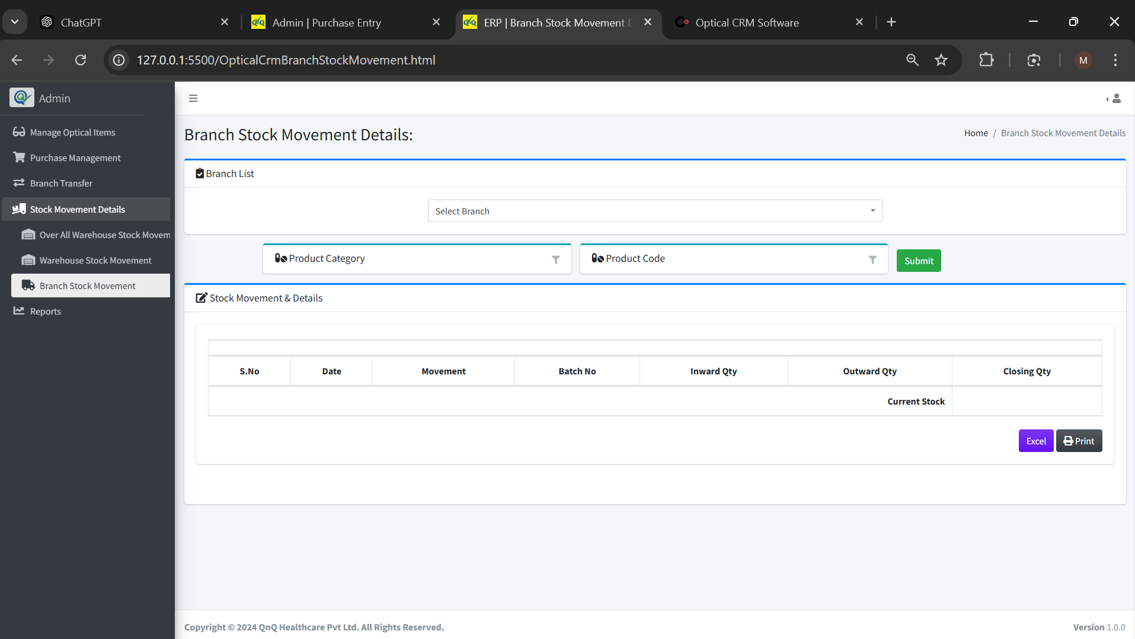 ChatGPT
Admin | Purchase Entry
ERP | Branch Stock Movement D
Optical CRM Software
127.0.0.1:5500/OpticalCrmBranchStockMovement.html
M
Admin
Manage Optical Items
Purchase Management
Branch Transfer
Stock Movement Details
Over All Warehouse Stock Movem
Warehouse Stock Movement
Branch Stock Movement
Reports
Branch Stock Movement Details:
Home / Branch Stock Movement Details
Branch List
Select Branch
Product Category
Product Code
Submit
Stock Movement & Details
S.No Date Movement Batch No Inward Qty Outward Qty Closing Qty
Current Stock
Excel Print
Copyright © 2024 QnQ Healthcare Pvt Ltd. All Rights Reserved.
Version 1.0.0